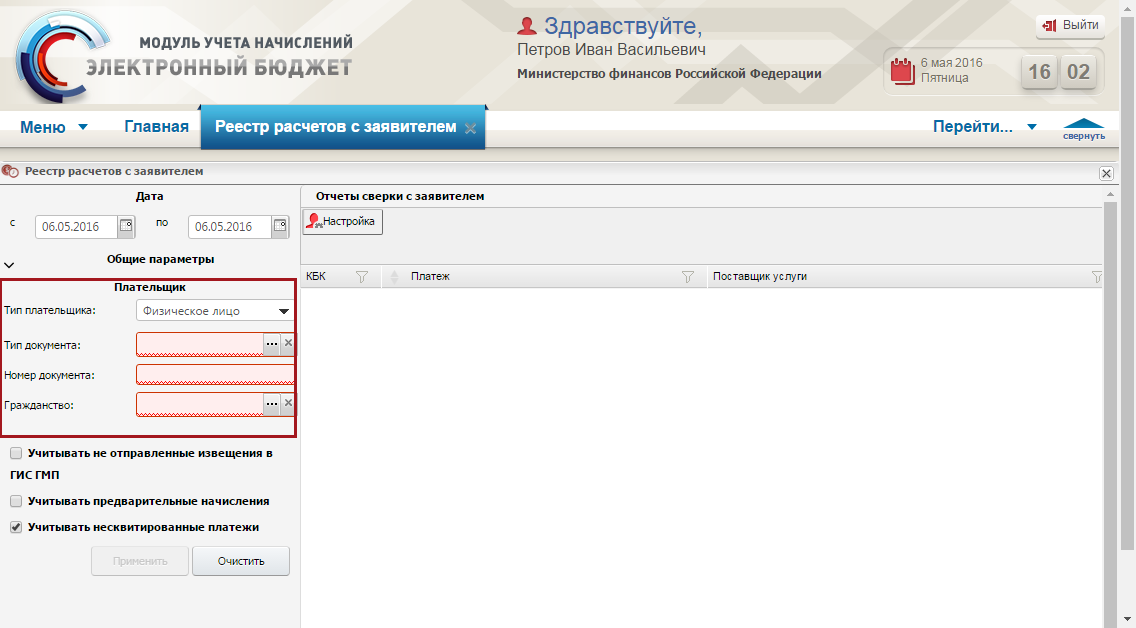 МОДУЛЬ УЧЕТА НАЧИСЛЕНИЙ
ЭЛЕКТРОННЫЙ БЮДЖЕТ
Здравствуйте,
Петров Иван Васильевич
Министерство финансов Российской Федерации
Выйти
6 мая 2016
Пятница
16 02
Меню
Главная
Реестр расчетов с заявителем
Перейти...
свернуть
Реестр расчетов с заявителем
Дата
с 06.05.2016 по 06.05.2016
Общие параметры
Плательщик
Тип плательщика: Физическое лицо
Тип документа:
Номер документа:
Гражданство:
Учитывать не отправленные извещения в
ГИС ГМП
Учитывать предварительные начисления
Учитывать несквитированные платежи
Применить Очистить
Отчеты сверки с заявителем
Настройка
КБК Платеж Поставщик услуги